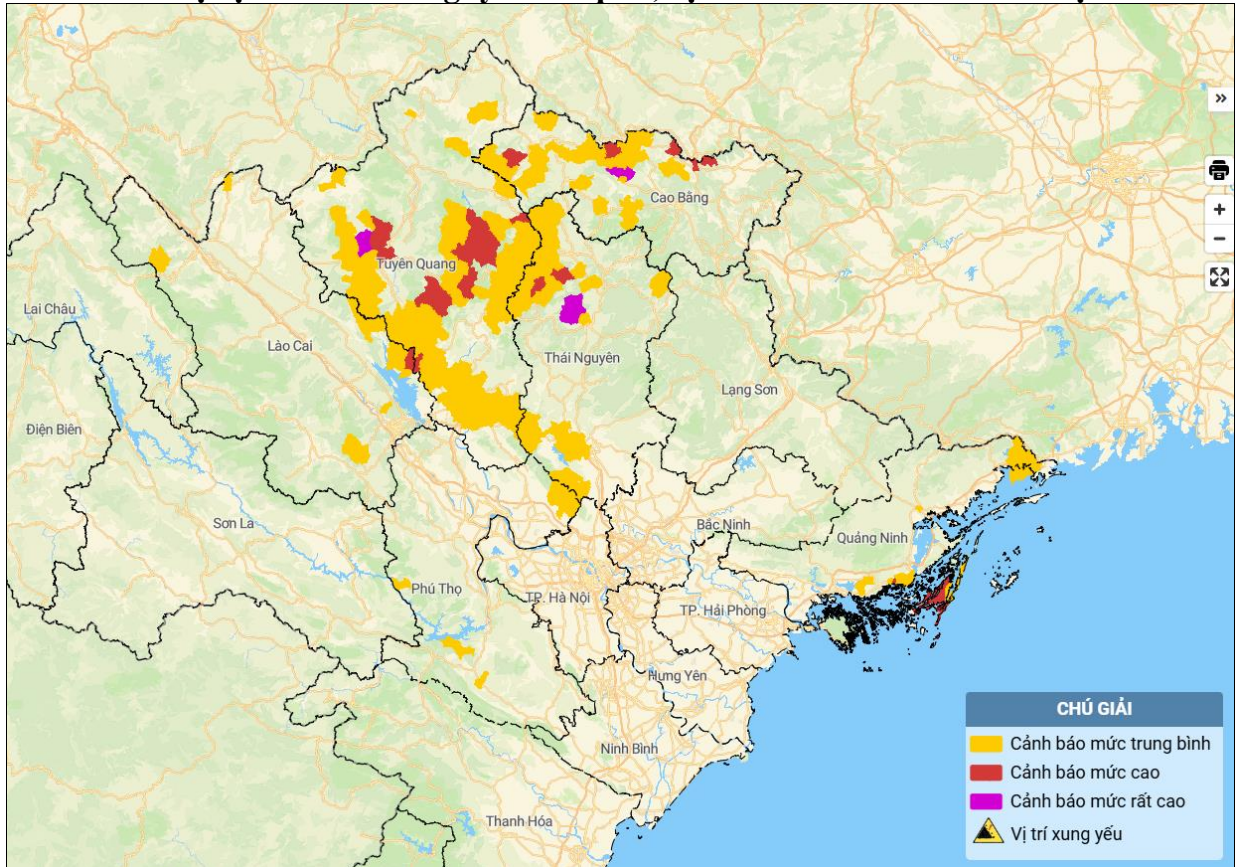 »
Cao Bằng
Tuyên Quang
Lai Châu
Lào Cai
Thái Nguyên
Lạng Sơn
Điện Biên
Sơn La
Bắc Ninh
Quảng Ninh
Phú Thọ
TP. Hà Nội
TP. Hải Phòng
Hưng Yên
Ninh Bình
Thanh Hóa
+
−
CHÚ GIẢI
Cảnh báo mức trung bình
Cảnh báo mức cao
Cảnh báo mức rất cao
Vị trí xung yếu